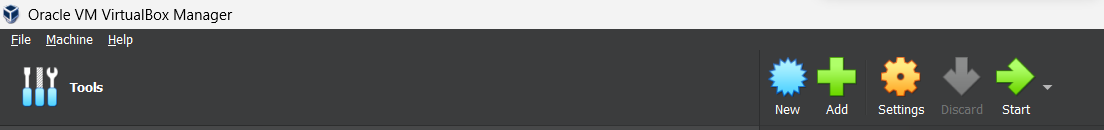 Oracle VM VirtualBox Manager
File Machine Help
Tools
New Add Settings Discard Start